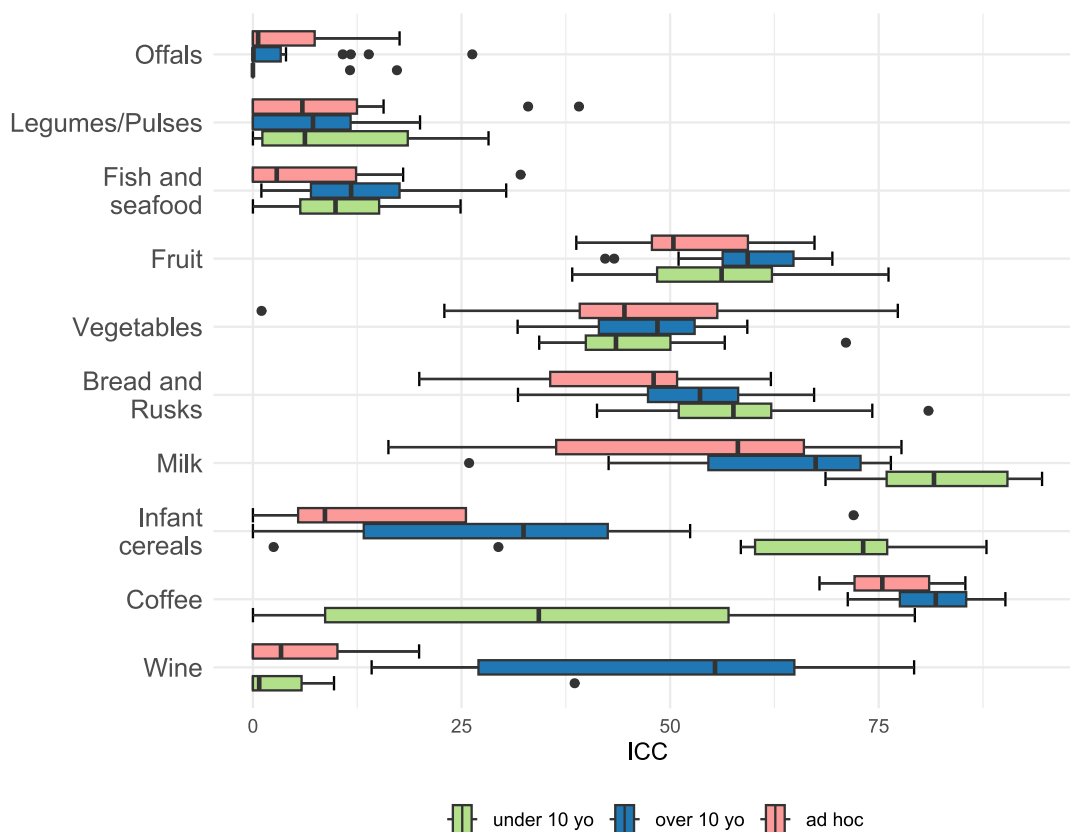 Offals
Legumes/Pulses
Fish and
seafood
Fruit
Vegetables
Bread and
Rusks
Milk
Infant
cereals
Coffee
Wine
0 25 50 75
ICC
under 10 yo over 10 yo ad hoc